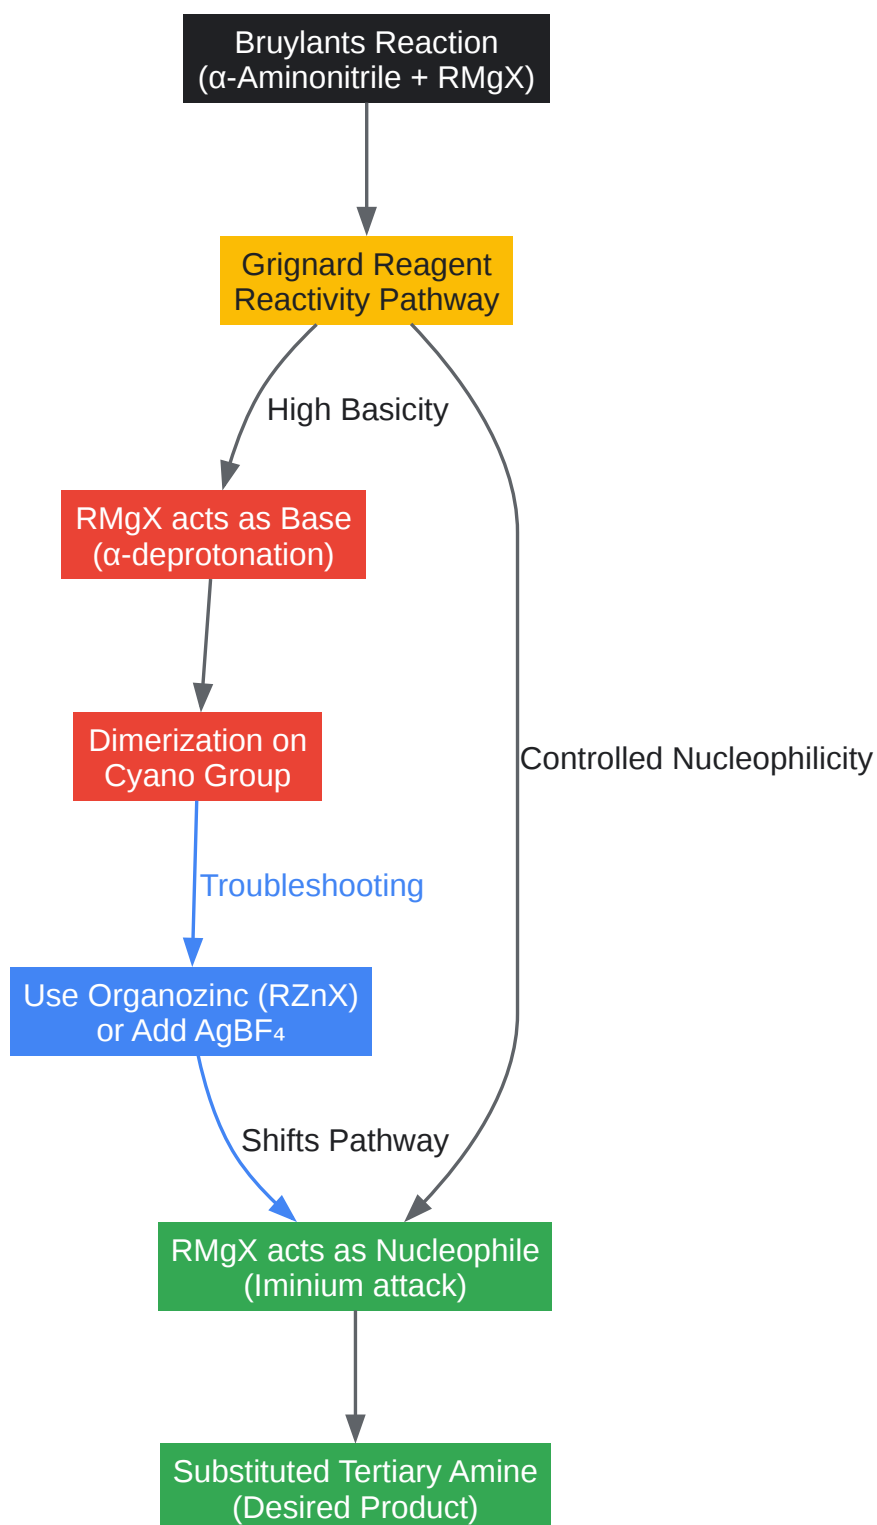 Bruylants Reaction
(α-Aminonitrile + RMgX)
Grignard Reagent
Reactivity Pathway
High Basicity
RMgX acts as Base
(α-deprotonation)
Dimerization on
Cyano Group
Controlled Nucleophilicity
Troubleshooting
Use Organozinc (RZnX)
or Add AgBF₄
Shifts Pathway
RMgX acts as Nucleophile
(Iminium attack)
Substituted Tertiary Amine
(Desired Product)